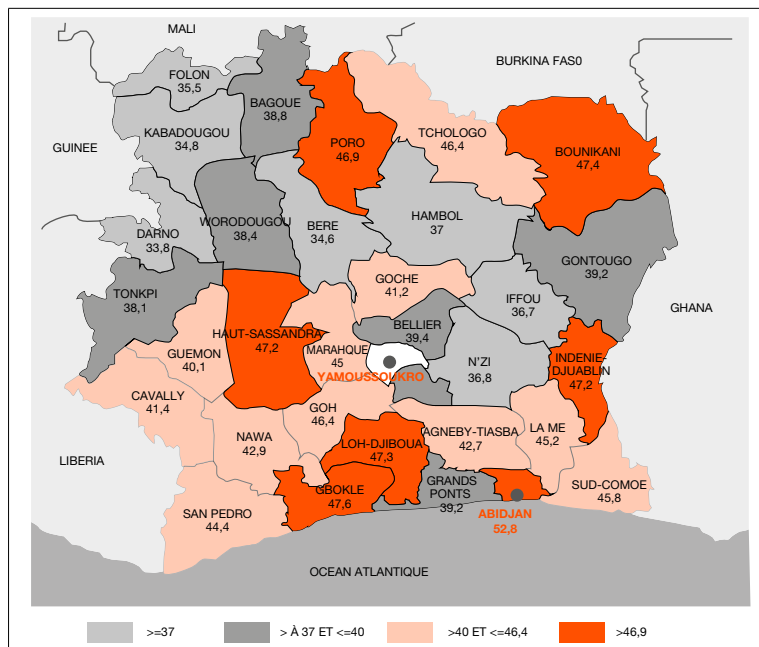 MALI
BURKINA FAS0
FOLON
35,5
BAGOUE
38,8
KABADOUGOU
34,8
PORO
46,9
TCHOLOGO
46,4
BOUNIKANI
47,4
GUINEE
WORODOUGOU
38,4
BERE
34,6
HAMBOL
37
DARNO
33,8
GONTOUGO
39,2
TONKPI
38,1
GOCHE
41,2
IFFOU
36,7
GHANA
HAUT-SASSANDRA
47,2
BELLIER
39,4
GUEMON
40,1
MARAHQUE
45
N'ZI
36,8
INDENIE-
DJUABLIN
47,2
YAMOUSSOUKRO
CAVALLY
41,4
GOH
46,4
NAWA
42,9
LOH-DJIBOUA
47,3
AGNEBY-TIASBA
42,7
LA ME
45,2
LIBERIA
GBOKLE
47,6
GRANDS
PONTS
39,2
SUD-COMOE
45,8
SAN PEDRO
44,4
ABIDJAN
52,8
OCEAN ATLANTIQUE
>=37
> À 37 ET <=40
>40 ET <=46,4
>46,9